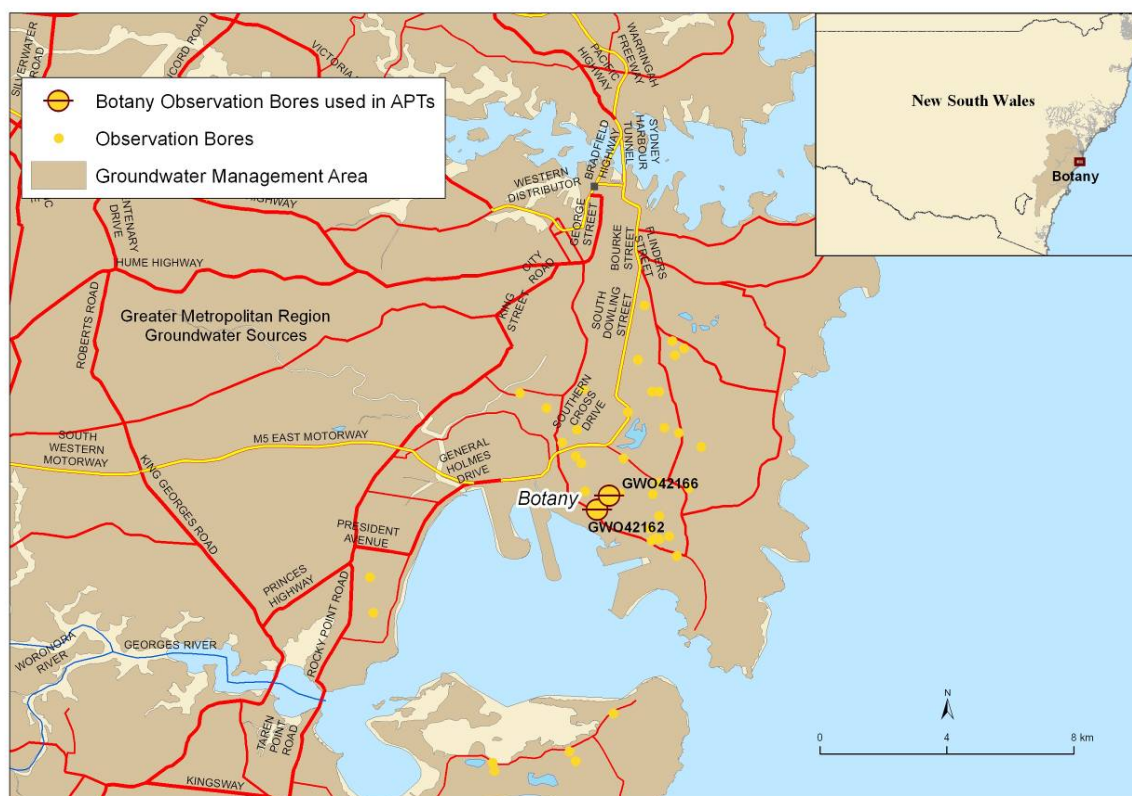 SILVERWATER
ROAD
CONCORD ROAD
VICTORIA
PACIFIC
HIGHWAY
WARRINGAH
FREEWAY
Botany Observation Bores used in APTs
Observation Bores
Groundwater Management Area
New South Wales
Botany
BRADFIELD
HIGHWAY
SYDNEY
HARBOUR
TUNNEL
WESTERN
DISTRIBUTOR
HIGHWAY
CENTENARY
DRIVE
GEORGE
STREET
HUME HIGHWAY
CITY
ROAD
BOURKE
STREET
FLINDERS
STREET
ROBERTS ROAD
Greater Metropolitan Region
Groundwater Sources
KING
STREET
SOUTH
DOWLING
STREET
SOUTHERN
CROSS
DRIVE
SOUTH
WESTERN
MOTORWAY
M5 EAST MOTORWAY
GENERAL
HOLMES
DRIVE
KING GEORGES ROAD
GWO42166
Botany
GWO42162
PRESIDENT
AVENUE
PRINCES
HIGHWAY
ROCKY POINT ROAD
WORONORA
RIVER
GEORGES RIVER
TAREN
POINT
ROAD
KINGSWAY
N
0 4 8 km